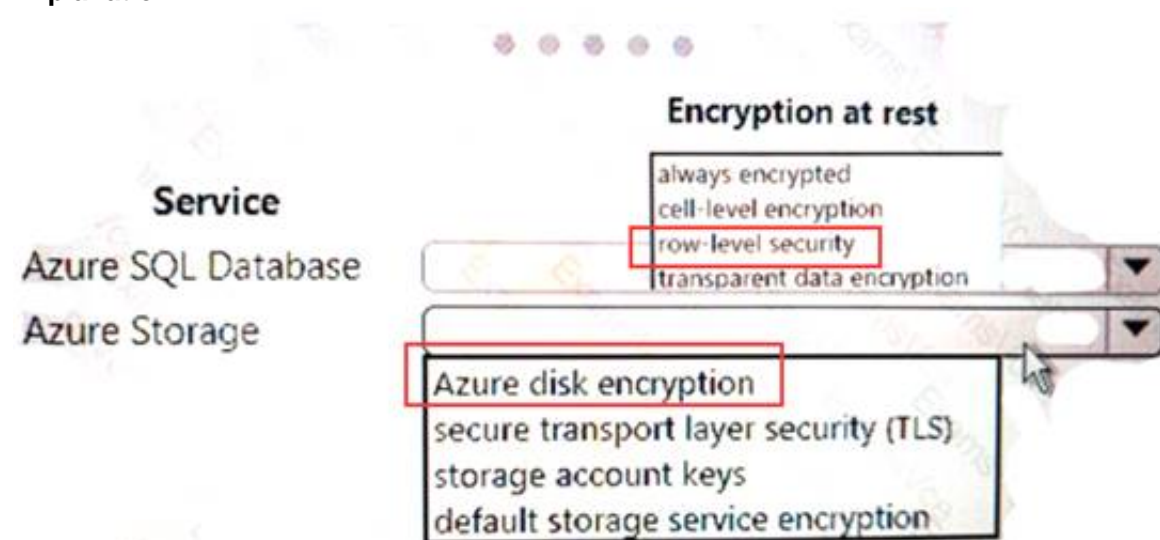 Encryption at rest
always encrypted
cell-level encryption
Service
row-level security
Azure SQL Database
transparent data encryption
Azure Storage
Azure disk encryption
secure transport layer security (TLS)
storage account keys
default storage service encryption